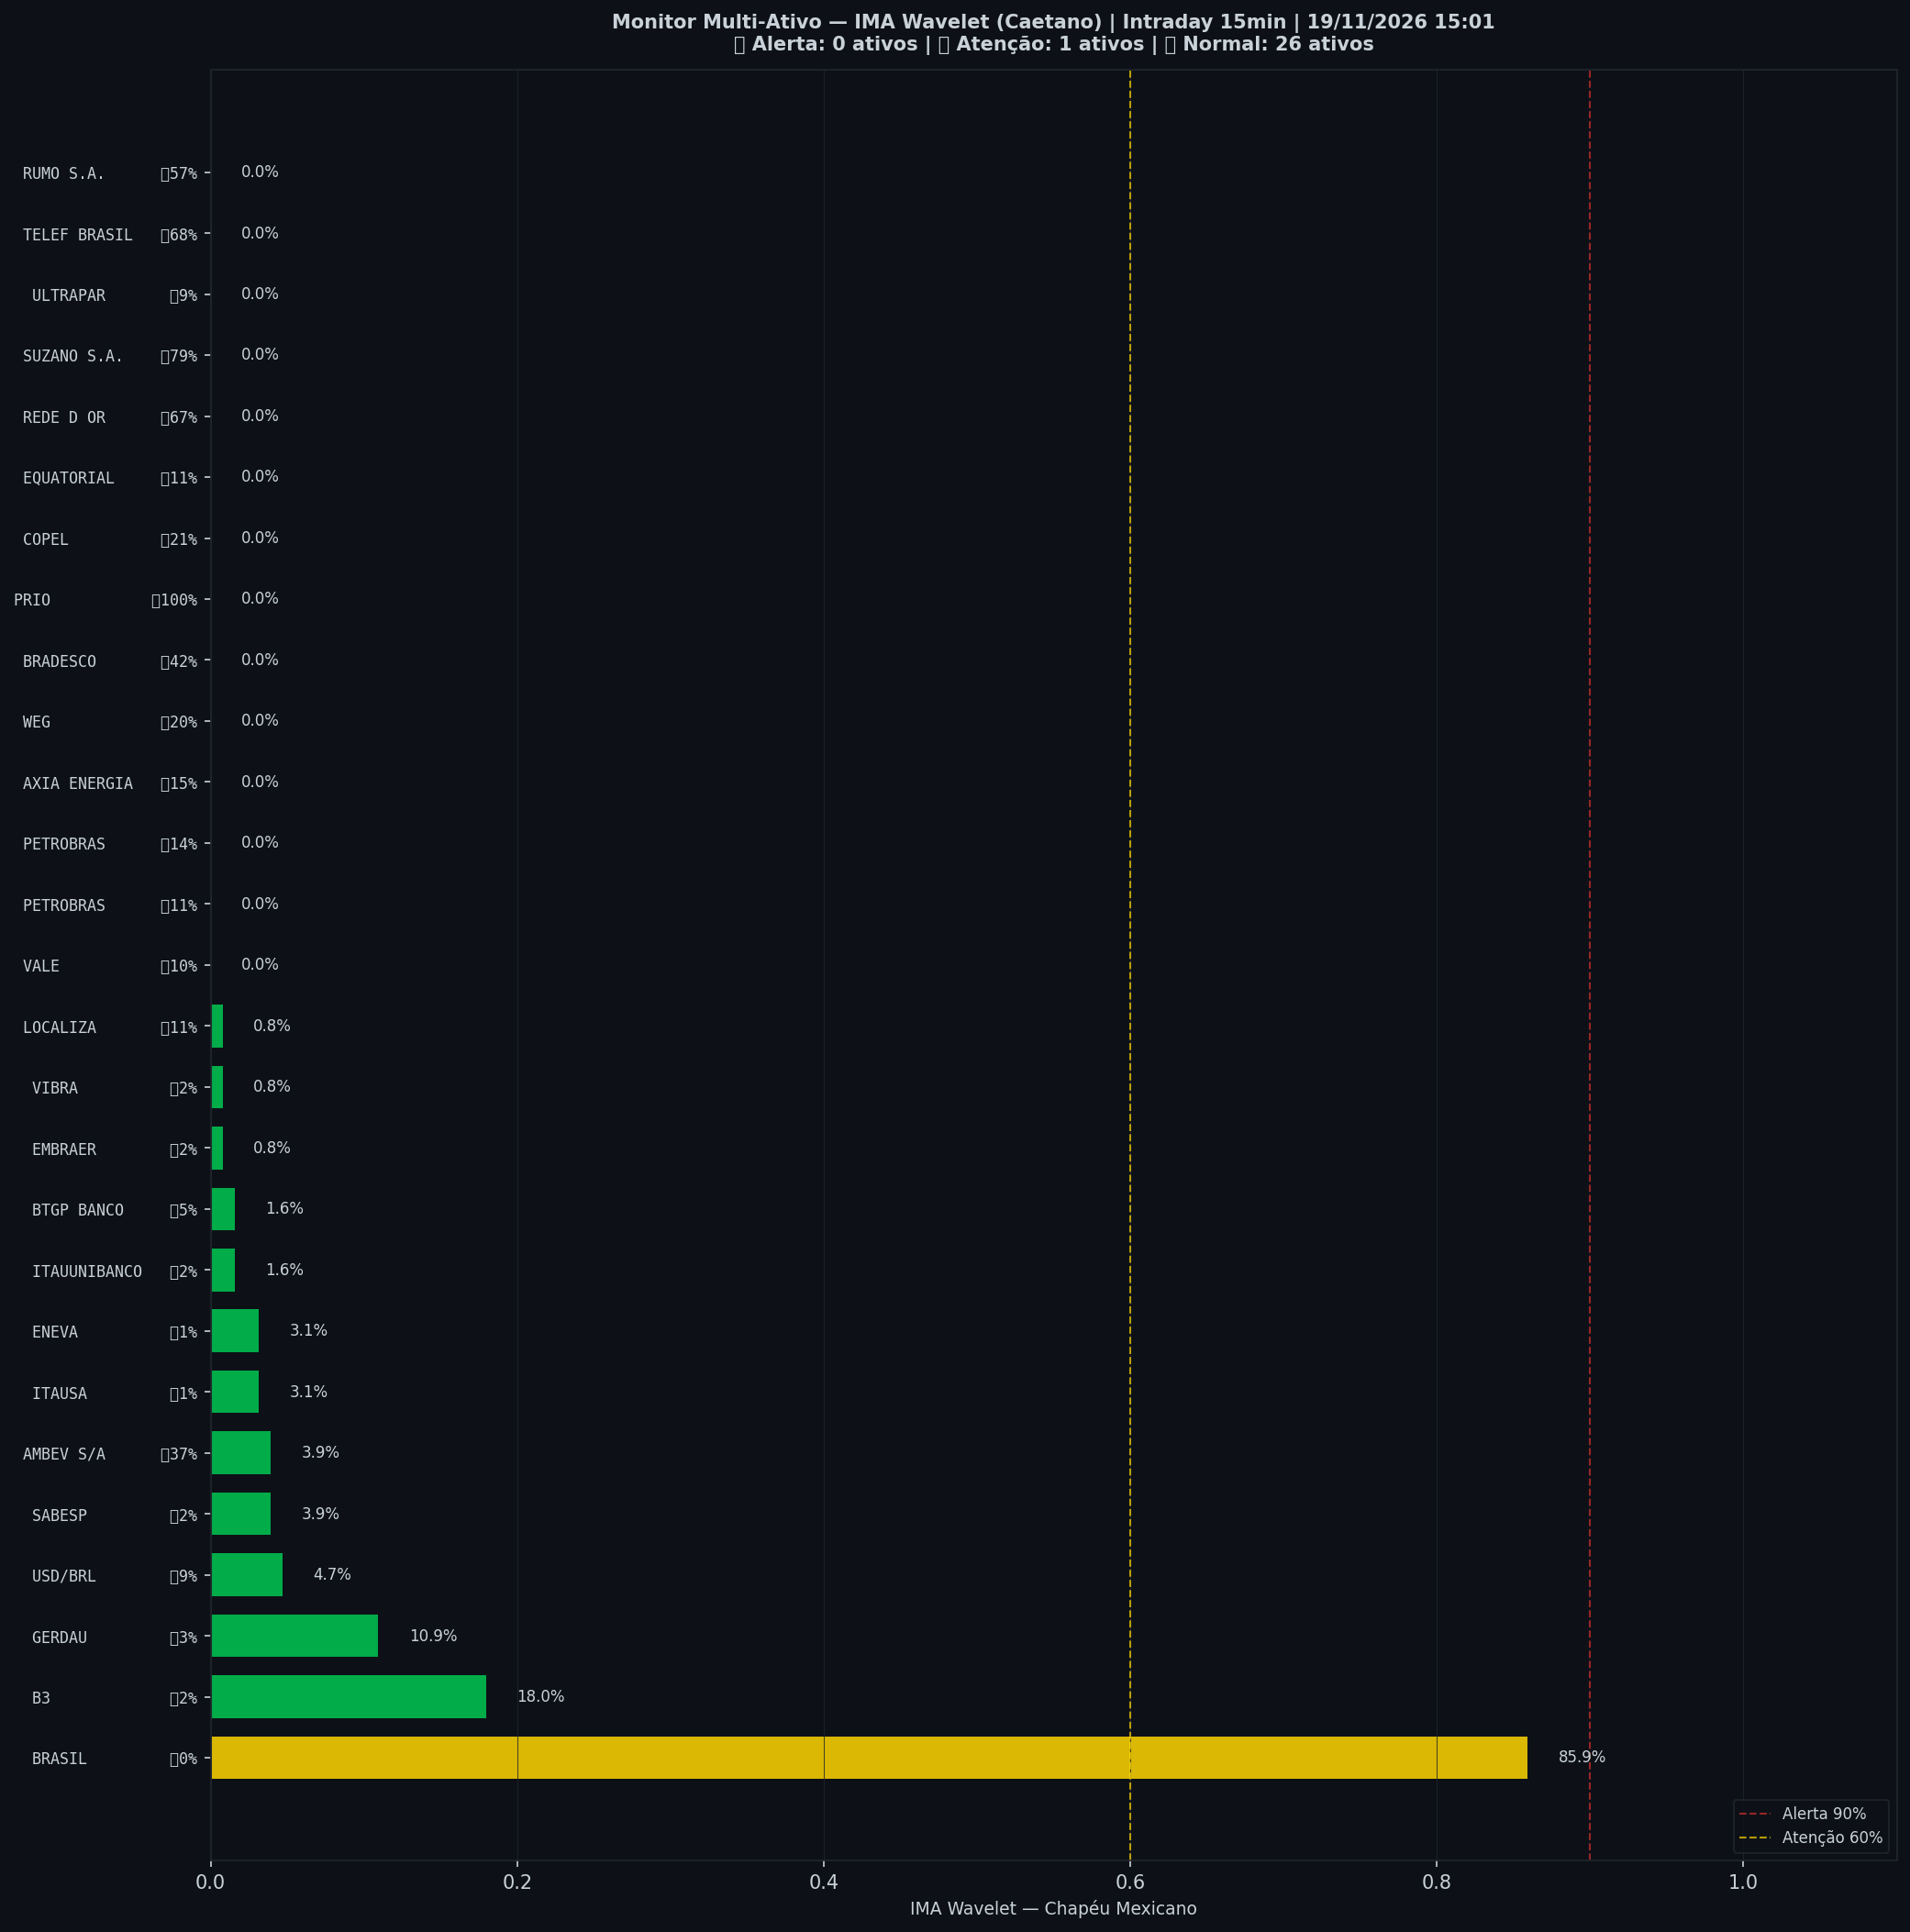 Monitor Multi-Ativo — IMA Wavelet (Caetano) | Intraday 15min | 19/11/2026 15:01
▯ Alerta: 0 ativos | ▯ Atenção: 1 ativos | ▯ Normal: 26 ativos
RUMO S.A. ▯57% 0.0%
TELEF BRASIL ▯68% 0.0%
ULTRAPAR ▯9% 0.0%
SUZANO S.A. ▯79% 0.0%
REDE D OR ▯67% 0.0%
EQUATORIAL ▯11% 0.0%
COPEL ▯21% 0.0%
PRIO ▯100% 0.0%
BRADESCO ▯42% 0.0%
WEG ▯20% 0.0%
AXIA ENERGIA ▯15% 0.0%
PETROBRAS ▯14% 0.0%
PETROBRAS ▯11% 0.0%
VALE ▯10% 0.0%
LOCALIZA ▯11% 0.8%
VIBRA ▯2% 0.8%
EMBRAER ▯2% 0.8%
BTGP BANCO ▯5% 1.6%
ITAUUNIBANCO ▯2% 1.6%
ENEVA ▯1% 3.1%
ITAUSA ▯1% 3.1%
AMBEV S/A ▯37% 3.9%
SABESP ▯2% 3.9%
USD/BRL ▯9% 4.7%
GERDAU ▯3% 10.9%
B3 ▯2% 18.0%
BRASIL ▯0% 85.9%
Alerta 90%
Atenção 60%
0.0 0.2 0.4 0.6 0.8 1.0
IMA Wavelet — Chapéu Mexicano